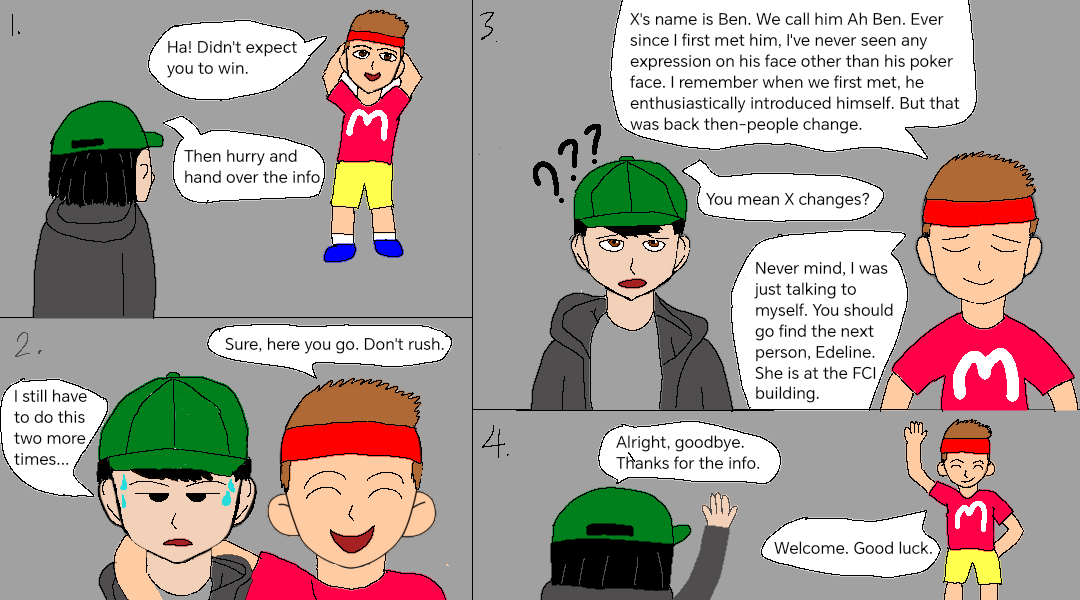 1.
Ha! Didn't expect
you to win.
Then hurry and
hand over the info
M
2.
Sure, here you go. Don't rush.
I still have
to do this
two more
times...
3.
X's name is Ben. We call him Ah Ben. Ever
since I first met him, I've never seen any
expression on his face other than his poker
face. I remember when we first met, he
enthusiastically introduced himself. But that
was back then-people change.
???
You mean X changes?
Never mind, I was
just talking to
myself. You should
go find the next
person, Edeline.
She is at the FCI
building.
M
4.
Alright, goodbye.
Thanks for the info.
M
Welcome. Good luck.